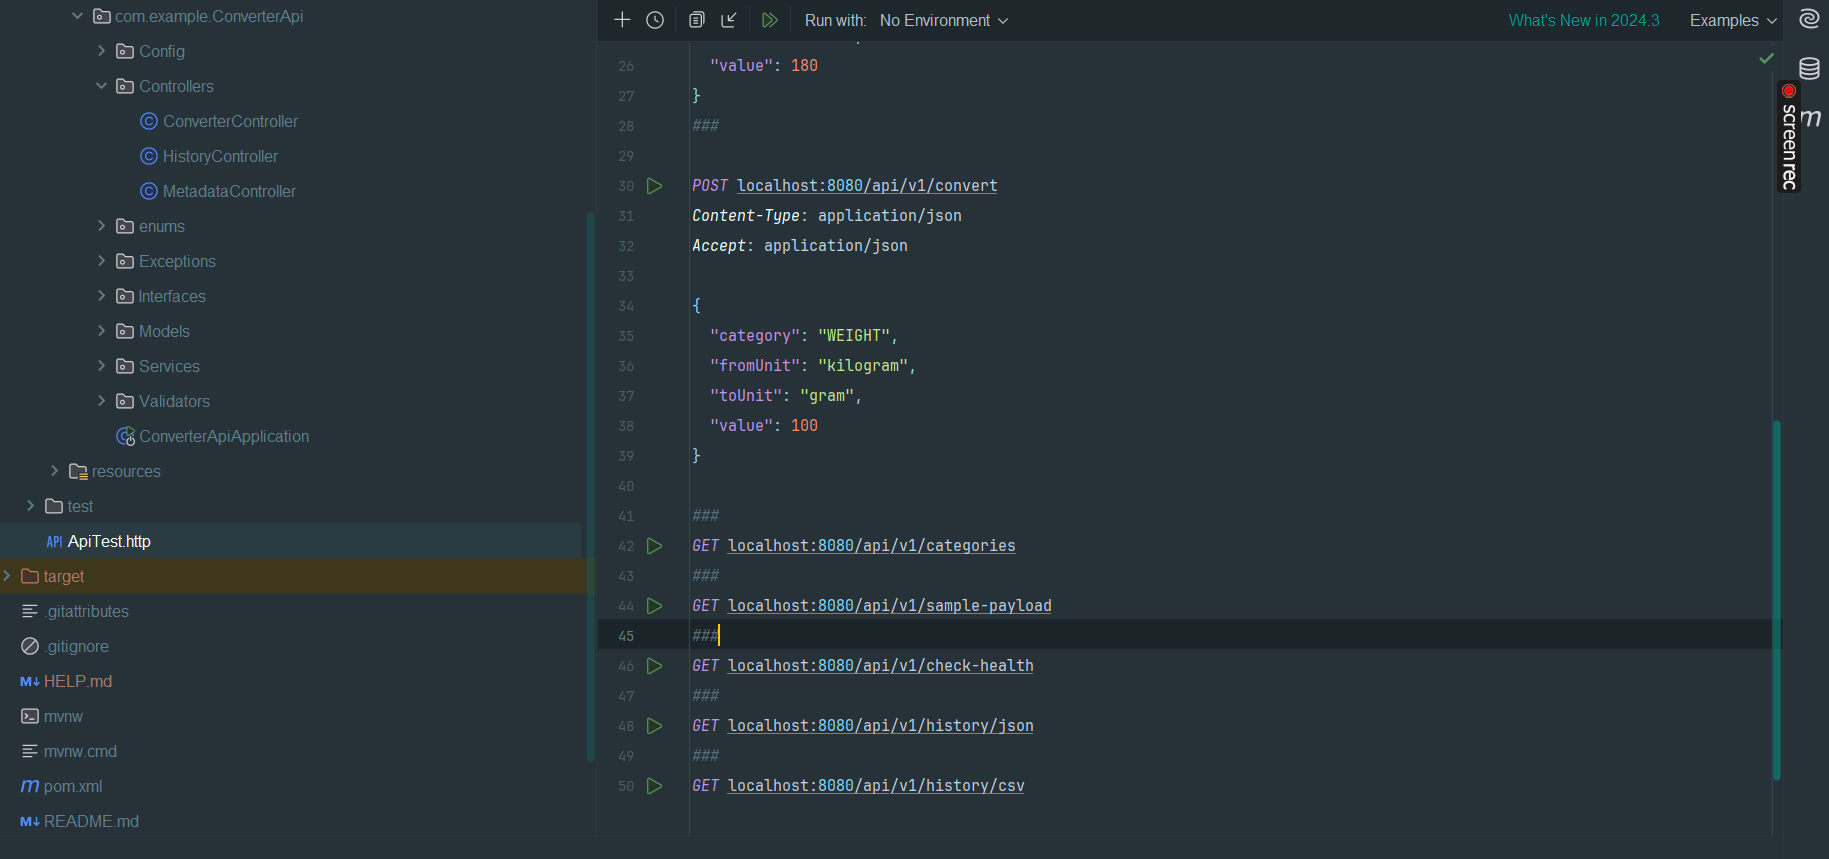 com.example.ConverterApi
Config
Controllers
ConverterController
HistoryController
MetadataController
enums
Exceptions
Interfaces
Models
Services
Validators
ConverterApiApplication
resources
test
API ApiTest.http
target
.gitattributes
.gitignore
M↓ HELP.md
mvnw
mvnw.cmd
m pom.xml
M↓ README.md
Run with: No Environment
What's New in 2024.3 Examples
26 "value": 180
27 }
28 ###
29
30 POST localhost:8080/api/v1/convert
31 Content-Type: application/json
32 Accept: application/json
33
34 {
35 "category": "WEIGHT",
36 "fromUnit": "kilogram",
37 "toUnit": "gram",
38 "value": 100
39 }
40
41 ###
42 GET localhost:8080/api/v1/categories
43 ###
44 GET localhost:8080/api/v1/sample-payload
45 ###
46 GET localhost:8080/api/v1/check-health
47 ###
48 GET localhost:8080/api/v1/history/json
49 ###
50 GET localhost:8080/api/v1/history/csv
screenrec
m